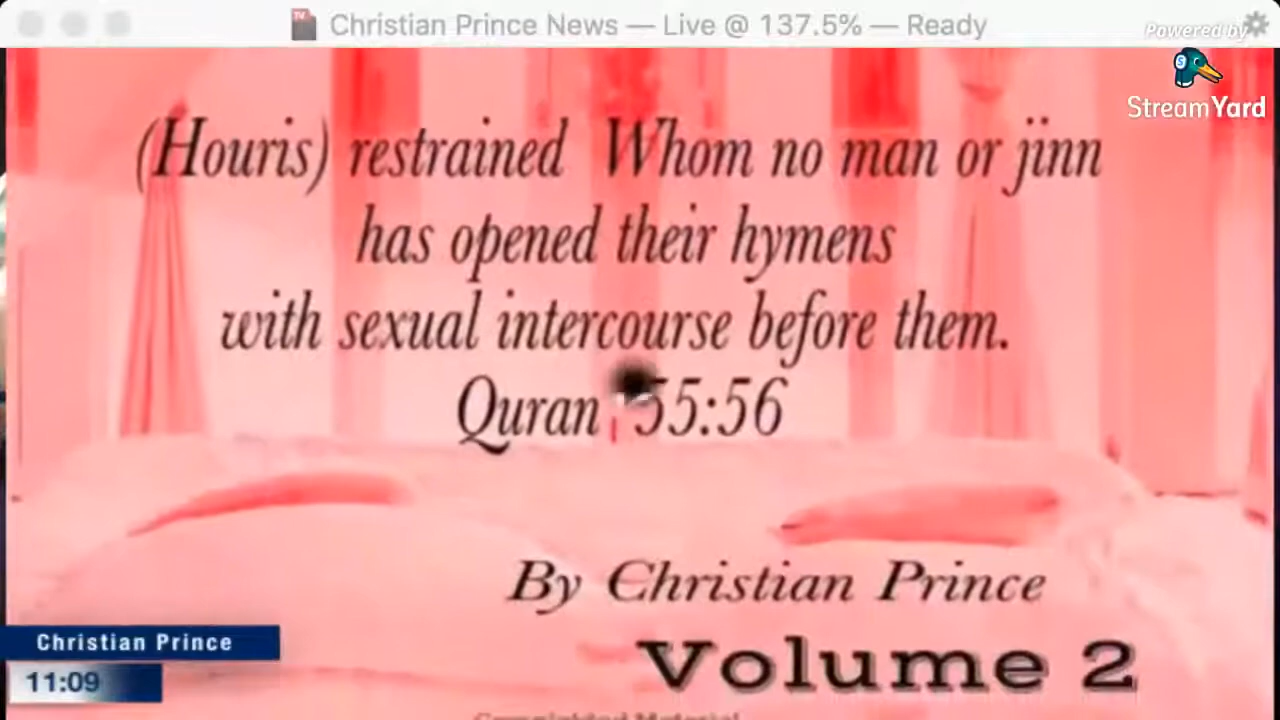 Christian Prince News — Live @ 137.5% — Ready
Powered by
StreamYard
(Houris) restrained Whom no man or jinn
has opened their hymens
with sexual intercourse before them.
Quran 55:56
By Christian Prince
Volume 2
Christian Prince
11:09